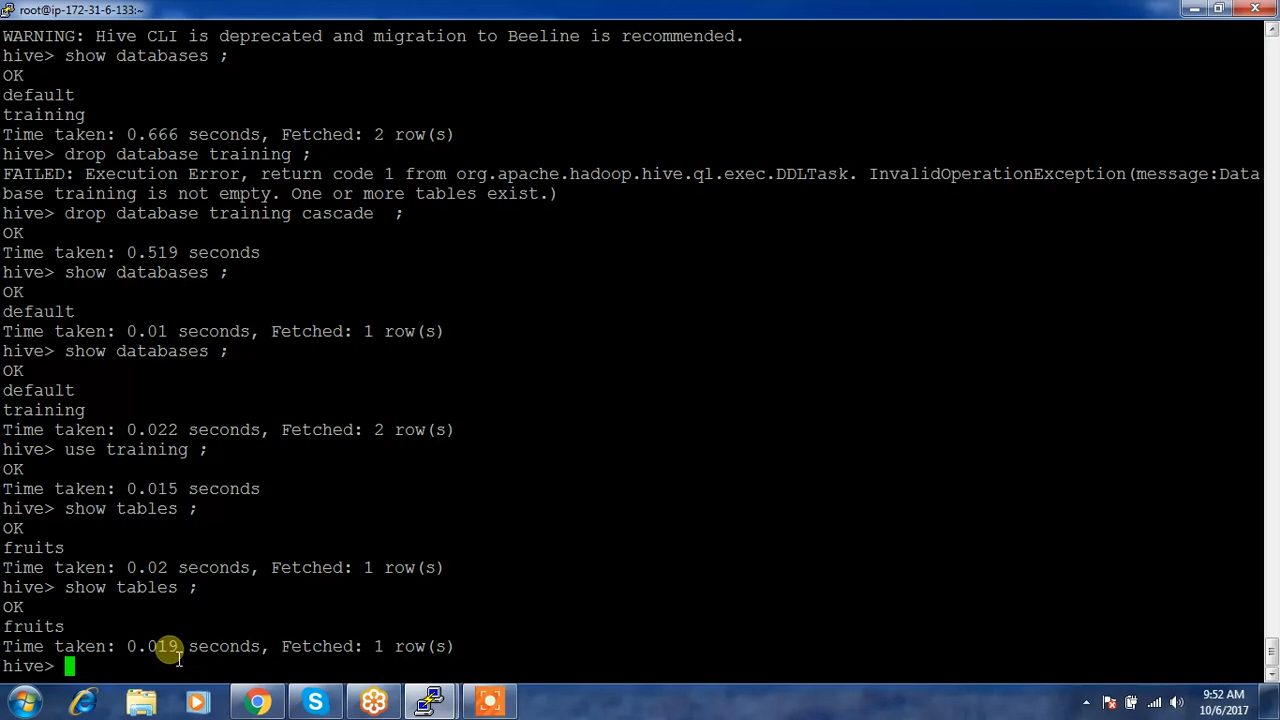 root@ip-172-31-6-133:~
WARNING: Hive CLI is deprecated and migration to Beeline is recommended.
hive> show databases ;
OK
default
training
Time taken: 0.666 seconds, Fetched: 2 row(s)
hive> drop database training ;
FAILED: Execution Error, return code 1 from org.apache.hadoop.hive.ql.exec.DDLTask. InvalidOperationException(message:Data
base training is not empty. One or more tables exist.)
hive> drop database training cascade  ;
OK
Time taken: 0.519 seconds
hive> show databases ;
OK
default
Time taken: 0.01 seconds, Fetched: 1 row(s)
hive> show databases ;
OK
default
training
Time taken: 0.022 seconds, Fetched: 2 row(s)
hive> use training ;
OK
Time taken: 0.015 seconds
hive> show tables ;
OK
fruits
Time taken: 0.02 seconds, Fetched: 1 row(s)
hive> show tables ;
OK
fruits
Time taken: 0.019 seconds, Fetched: 1 row(s)
hive>
9:52 AM
10/6/2017